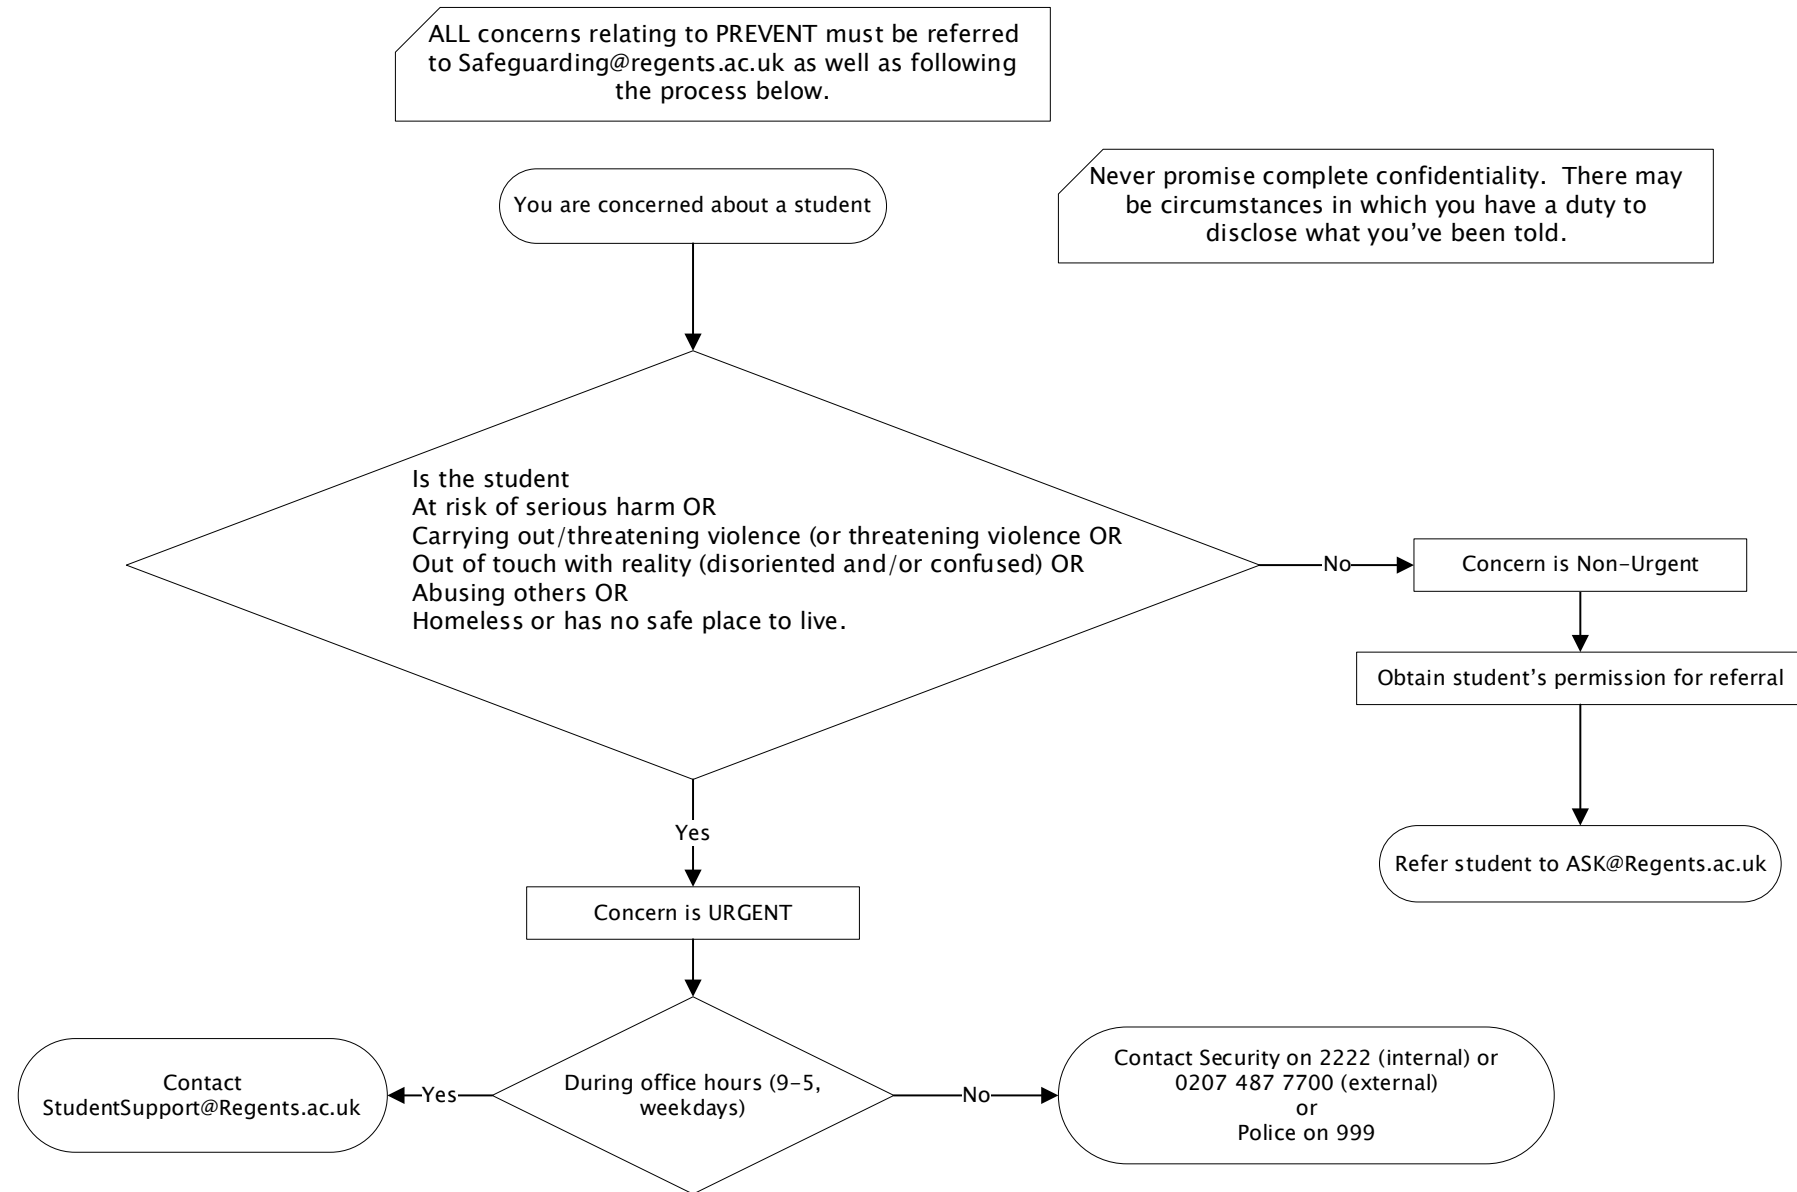 ALL concerns relating to PREVENT must be referred
to Safeguarding@regents.ac.uk as well as following
the process below.
Never promise complete confidentiality.  There may
be circumstances in which you have a duty to
disclose what you’ve been told.
You are concerned about a student
Is the student
At risk of serious harm OR
Carrying out/threatening violence (or threatening violence OR
Out of touch with reality (disoriented and/or confused) OR
Abusing others OR
Homeless or has no safe place to live.
No
Concern is Non-Urgent
Obtain student’s permission for referral
Refer student to ASK@Regents.ac.uk
Yes
Concern is URGENT
During office hours (9-5,
weekdays)
Yes
Contact
StudentSupport@Regents.ac.uk
No
Contact Security on 2222 (internal) or
0207 487 7700 (external)
or
Police on 999